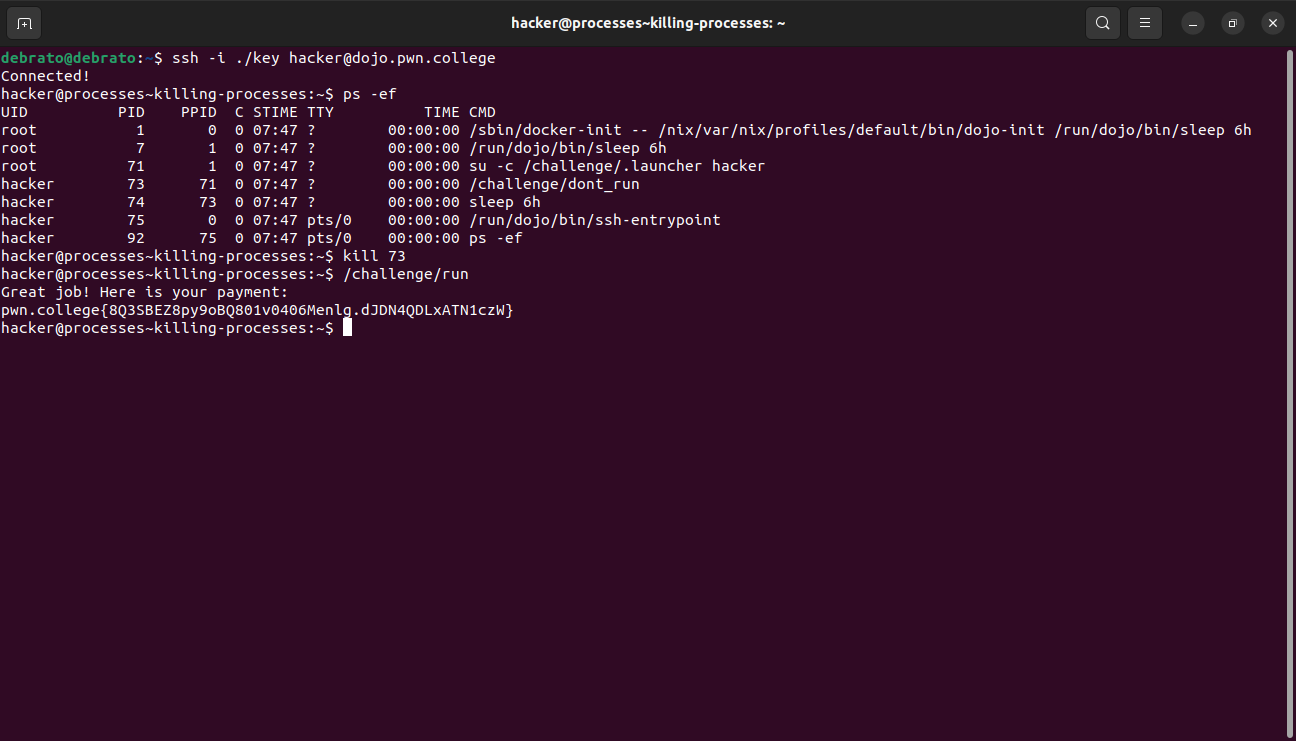 hacker@processes~killing-processes: ~
debrato@debrato:~$ ssh -i ./key hacker@dojo.pwn.college
Connected!
hacker@processes~killing-processes:~$ ps -ef
UID          PID    PPID  C STIME TTY          TIME CMD
root           1       0  0 07:47 ?        00:00:00 /sbin/docker-init -- /nix/var/nix/profiles/default/bin/dojo-init /run/dojo/bin/sleep 6h
root           7       1  0 07:47 ?        00:00:00 /run/dojo/bin/sleep 6h
root          71       1  0 07:47 ?        00:00:00 su -c /challenge/.launcher hacker
hacker        73      71  0 07:47 ?        00:00:00 /challenge/dont_run
hacker        74      73  0 07:47 ?        00:00:00 sleep 6h
hacker        75       0  0 07:47 pts/0    00:00:00 /run/dojo/bin/ssh-entrypoint
hacker        92      75  0 07:47 pts/0    00:00:00 ps -ef
hacker@processes~killing-processes:~$ kill 73
hacker@processes~killing-processes:~$ /challenge/run
Great job! Here is your payment:
pwn.college{8Q3SBEZ8py9oBQ801v0406Menlg.dJDN4QDLxATN1czW}
hacker@processes~killing-processes:~$